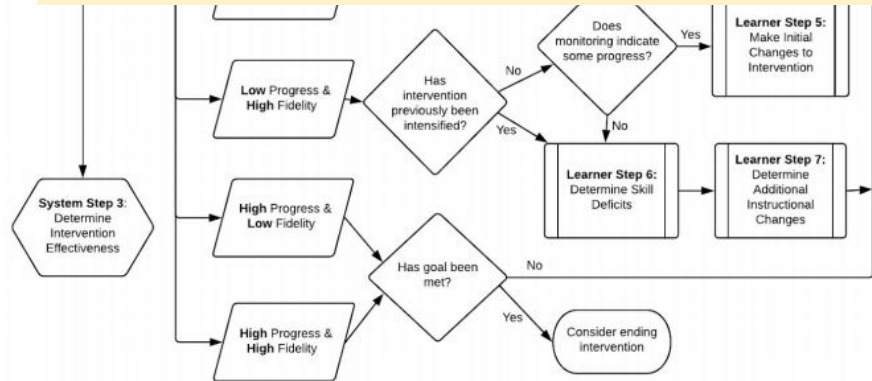 Does
monitoring indicate
some progress?
Yes
Learner Step 5:
Make Initial
Changes to
Intervention
Low Progress &
High Fidelity
Has
intervention
previously been
intensified?
No
Yes
No
Learner Step 6:
Determine Skill
Deficits
Learner Step 7:
Determine
Additional
Instructional
Changes
System Step 3:
Determine
Intervention
Effectiveness
High Progress &
Low Fidelity
Has goal been
met?
No
Yes
High Progress &
High Fidelity
Consider ending
intervention